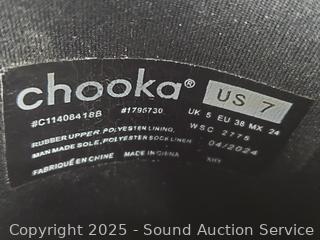 chooka® US 7
#C11408418B #1795730 UK 5 EU 38 MX 24
WSC 2775
RUBBER UPPER, POLYESTER LINING, 04/2024
MAN MADE SOLE, POLYESTER SOCK LINER
FABRIQUÉ EN CHINE MADE IN CHINA
Copyright 2025 - Sound Auction Service